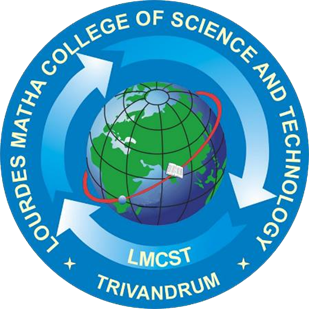 LOURDES MATHA COLLEGE OF SCIENCE AND TECHNOLOGY
LMCST
TRIVANDRUM